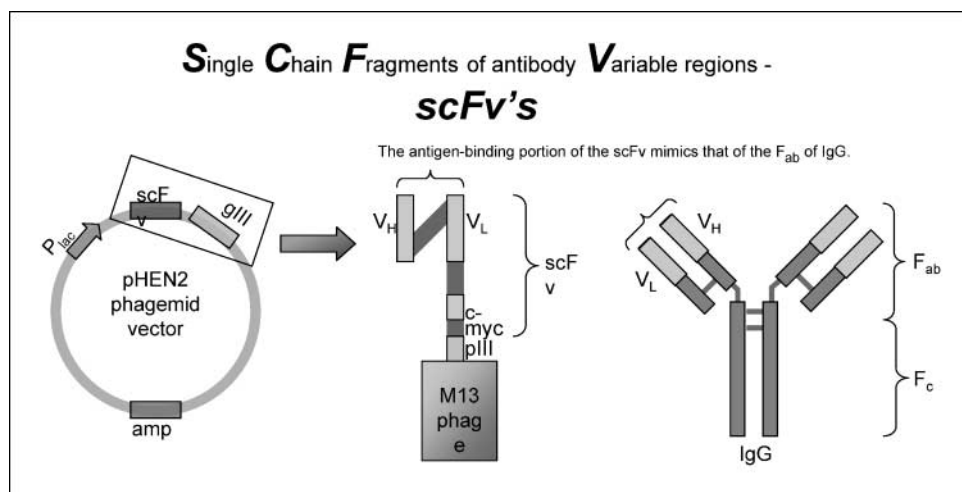 Single Chain Fragments of antibody Variable regions -
scFv's
The antigen-binding portion of the scFv mimics that of the Fab of IgG.
scF
v
gIII
Plac
pHEN2
phagemid
vector
amp
VH
VL
scF
v
c-
myc
pIII
M13
phag
e
VH
VL
Fab
Fc
IgG